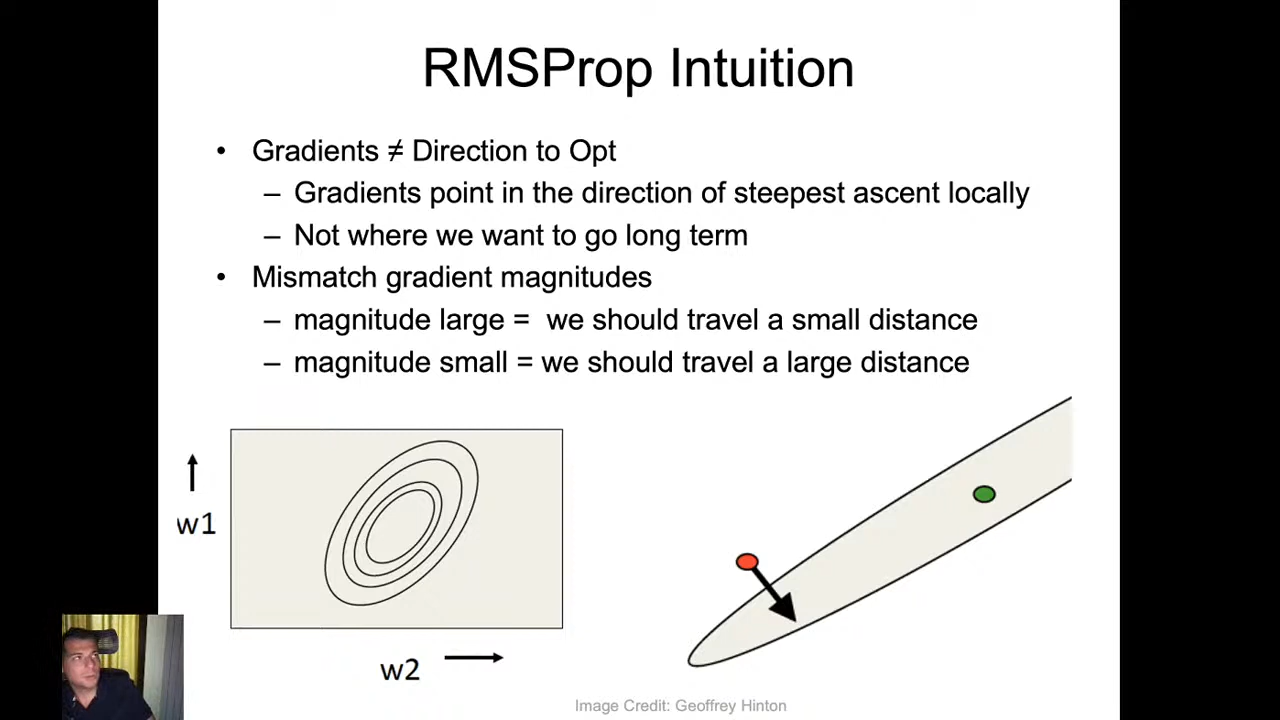 RMSProp Intuition
• Gradients ≠ Direction to Opt
– Gradients point in the direction of steepest ascent locally
– Not where we want to go long term
• Mismatch gradient magnitudes
– magnitude large =  we should travel a small distance
– magnitude small = we should travel a large distance
w1
w2
Image Credit: Geoffrey Hinton